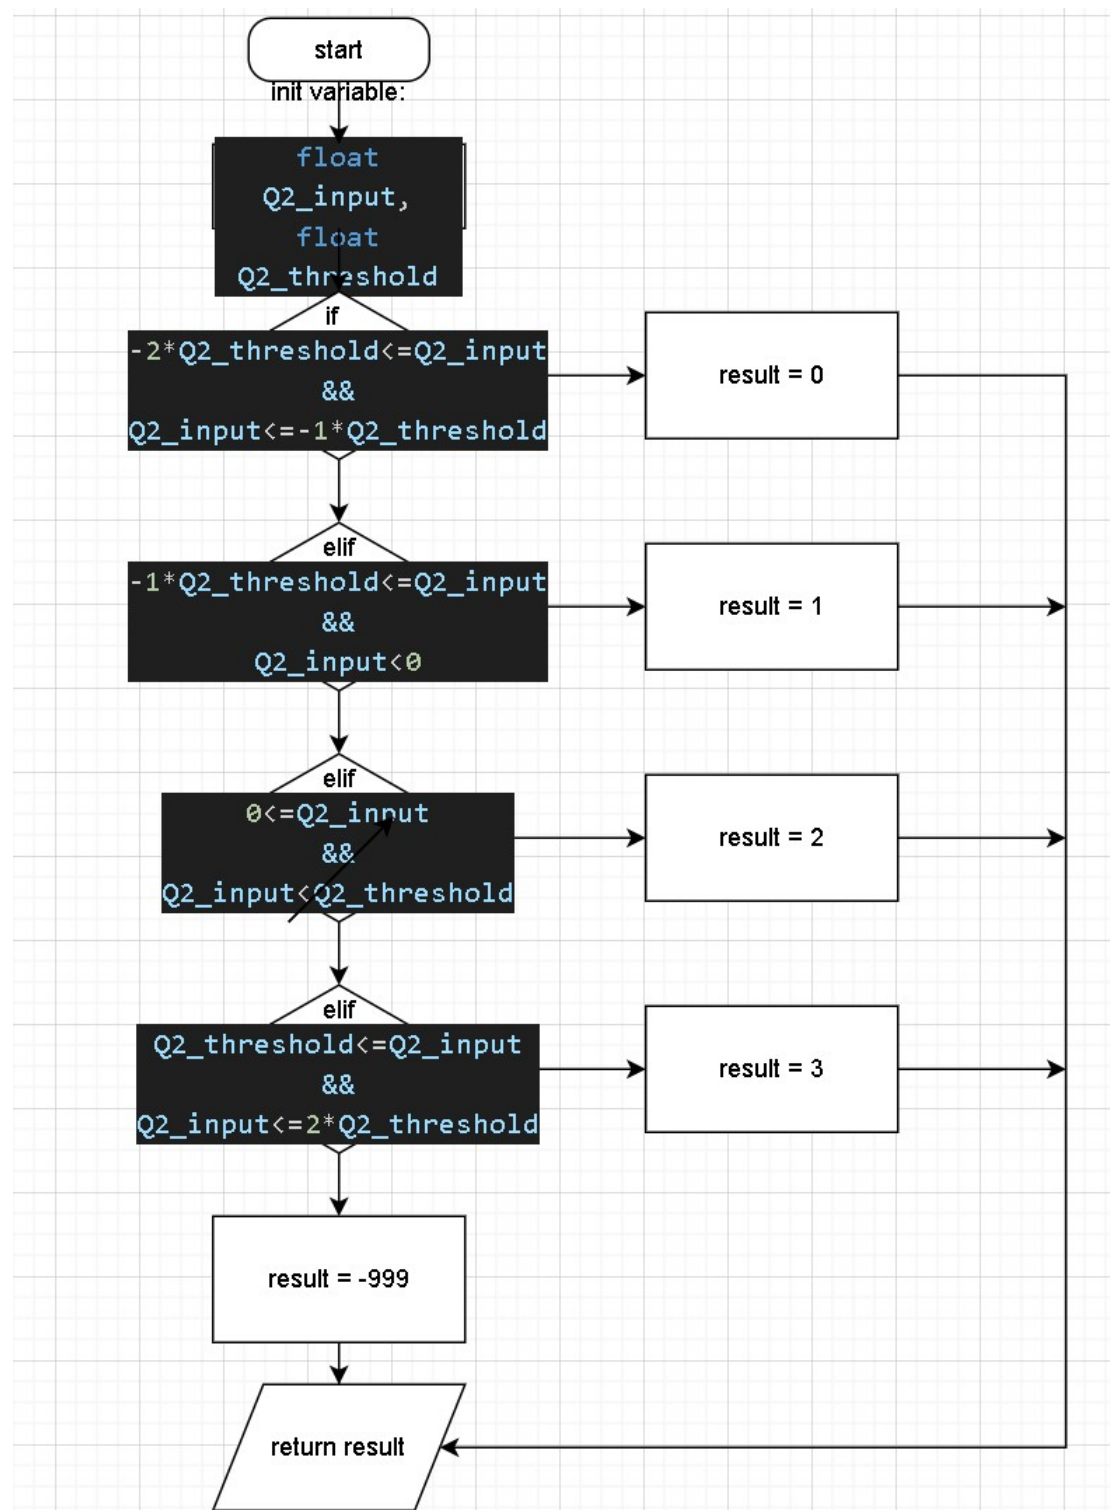 start
init variable:
float
Q2_input,
float
Q2_threshold
if
-2*Q2_threshold<=Q2_input
&&
Q2_input<=-1*Q2_threshold
result = 0
elif
-1*Q2_threshold<=Q2_input
&&
Q2_input<0
result = 1
elif
0<=Q2_input
&&
Q2_input<Q2_threshold
result = 2
elif
Q2_threshold<=Q2_input
&&
Q2_input<=2*Q2_threshold
result = 3
result = -999
return result